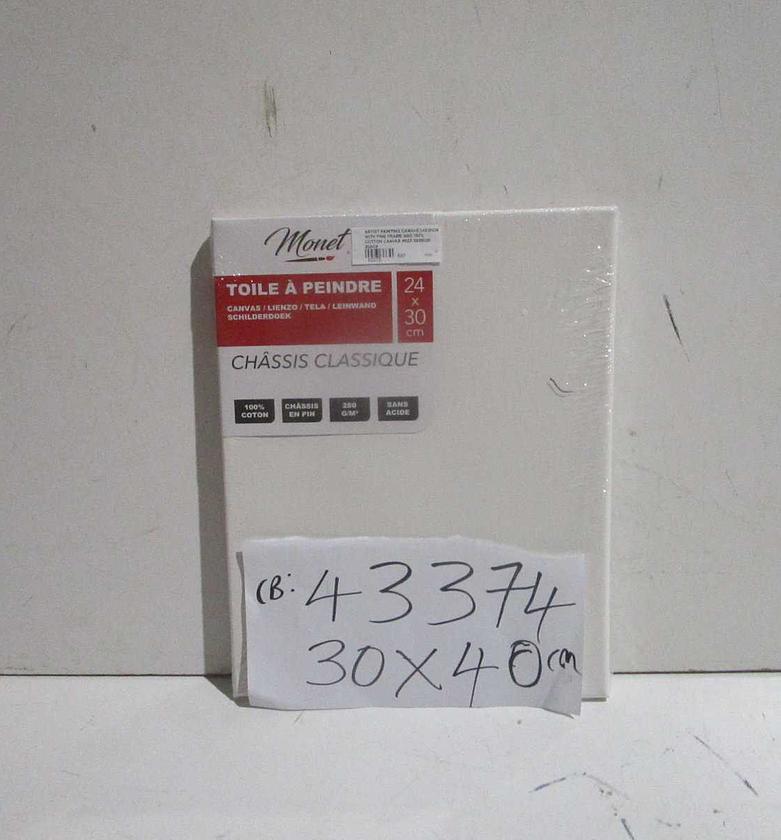 Monet
TOILE À PEINDRE
CANVAS / LIENZO / TELA / LEINWAND
SCHILDERDOEK
24
x
30
cm
CHÂSSIS CLASSIQUE
100%
COTON
CHÂSSIS
EN PIN
280
G/M²
SANS
ACIDE
CB: 43374
30X40cm